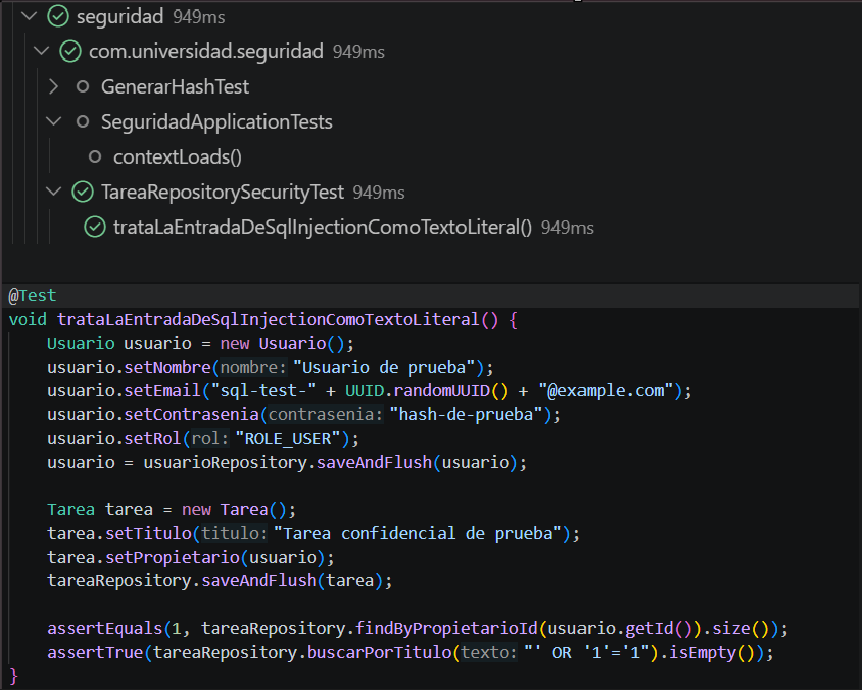 seguridad 949ms
com.universidad.seguridad 949ms
GenerarHashTest
SeguridadApplicationTests
contextLoads()
TareaRepositorySecurityTest 949ms
trataLaEntradaDeSqlInjectionComoTextoLiteral() 949ms
@Test
void trataLaEntradaDeSqlInjectionComoTextoLiteral() {
    Usuario usuario = new Usuario();
    usuario.setNombre(nombre: "Usuario de prueba");
    usuario.setEmail("sql-test-" + UUID.randomUUID() + "@example.com");
    usuario.setContrasenia(contrasenia: "hash-de-prueba");
    usuario.setRol(rol: "ROLE_USER");
    usuario = usuarioRepository.saveAndFlush(usuario);
    Tarea tarea = new Tarea();
    tarea.setTitulo(titulo: "Tarea confidencial de prueba");
    tarea.setPropietario(usuario);
    tareaRepository.saveAndFlush(tarea);
    assertEquals(1, tareaRepository.findByPropietarioId(usuario.getId()).size());
    assertTrue(tareaRepository.buscarPorTitulo(texto: "' OR '1'='1").isEmpty());
}